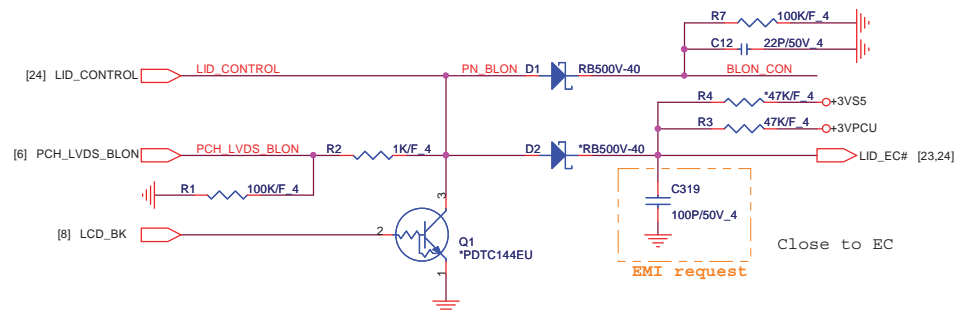 R7 100K/F_4
C12 22P/50V_4
[24] LID_CONTROL LID_CONTROL PN_BLON D1 RB500V-40 BLON_CON
R4 *47K/F_4 +3VS5
R3 47K/F_4 +3VPCU
[6] PCH_LVDS_BLON PCH_LVDS_BLON R2 1K/F_4 D2 *RB500V-40 LID_EC# [23,24]
R1 100K/F_4
C319
100P/50V_4
3
[8] LCD_BK 2
Q1
*PDTC144EU
Close to EC
1
EMI request